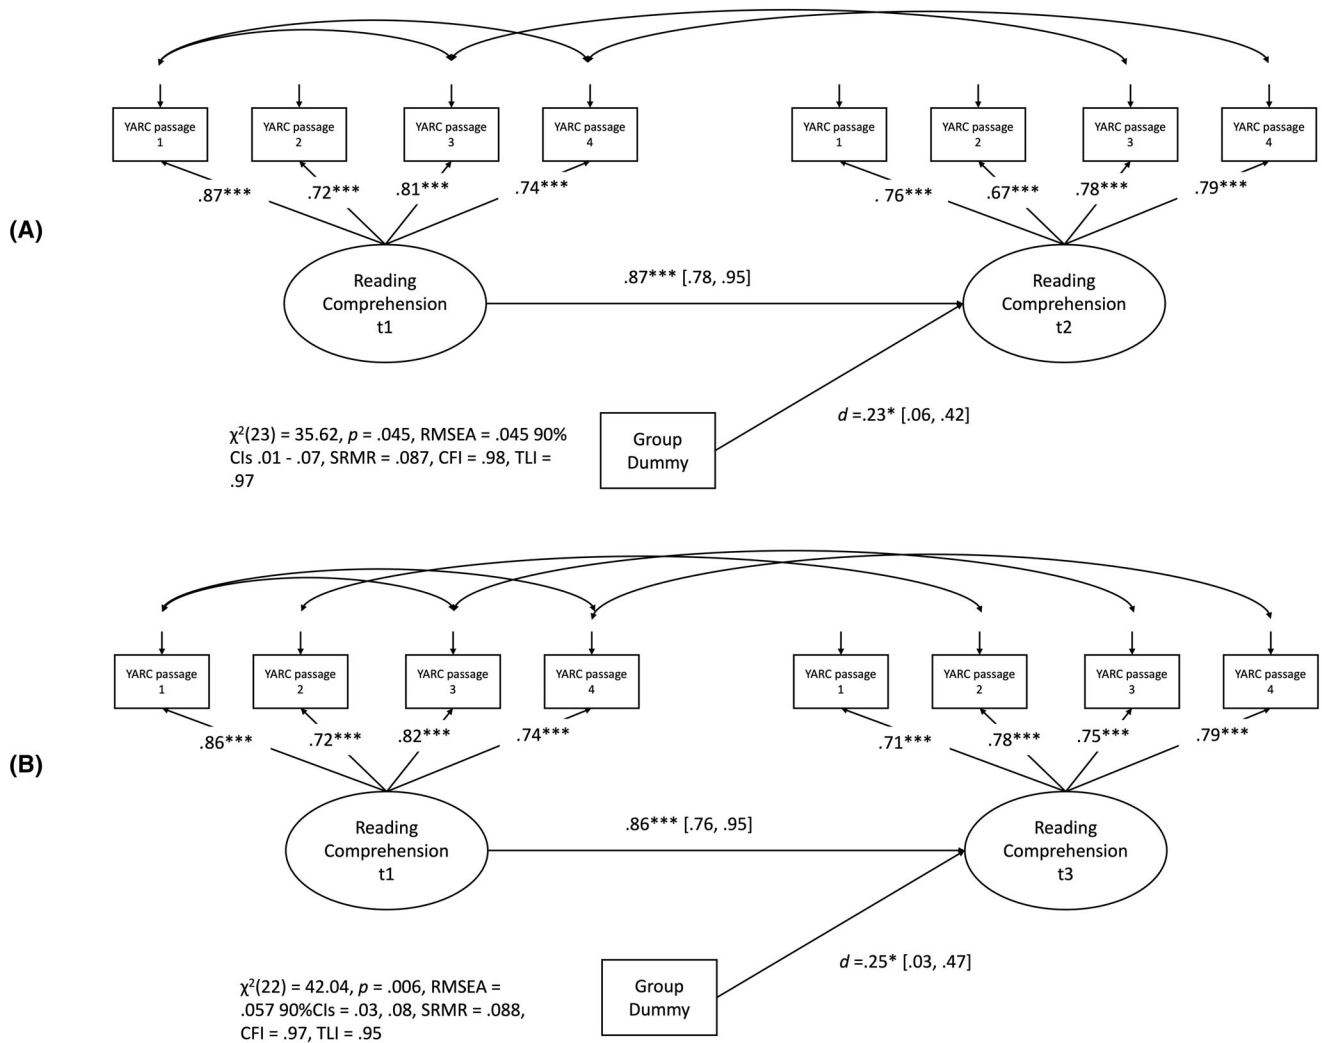 YARC passage
1
YARC passage
2
YARC passage
3
YARC passage
4
YARC passage
1
YARC passage
2
YARC passage
3
YARC passage
4
.87***
.72***
.81***
.74***
. 76***
.67***
.78***
.79***
(A)
Reading
Comprehension
t1
.87*** [.78, .95]
Reading
Comprehension
t2
d =.23* [.06, .42]
χ²(23) = 35.62, p = .045, RMSEA = .045 90%
CIs .01 - .07, SRMR = .087, CFI = .98, TLI =
.97
Group
Dummy
YARC passage
1
YARC passage
2
YARC passage
3
YARC passage
4
YARC passage
1
YARC passage
2
YARC passage
3
YARC passage
4
.86***
.72***
.82***
.74***
.71***
.78***
.75***
.79***
(B)
Reading
Comprehension
t1
.86*** [.76, .95]
Reading
Comprehension
t3
d =.25* [.03, .47]
χ²(22) = 42.04, p = .006, RMSEA =
.057 90%CIs = .03, .08, SRMR = .088,
CFI = .97, TLI = .95
Group
Dummy